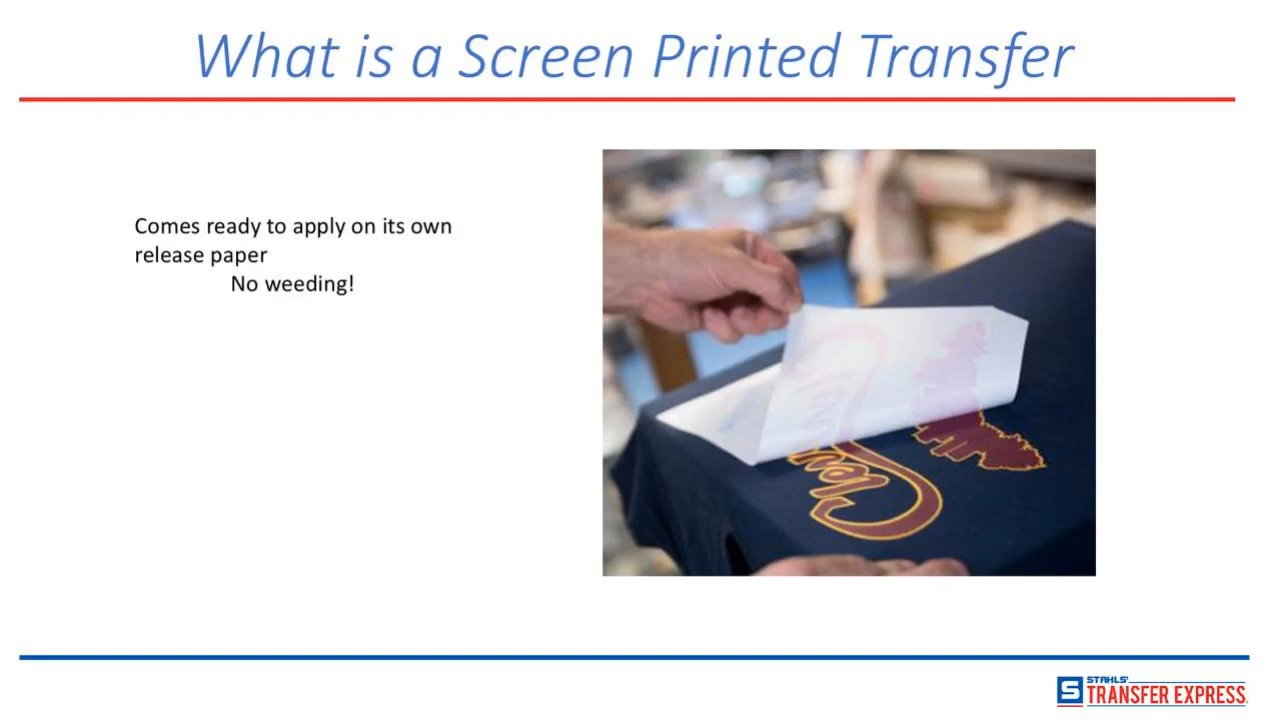 What is a Screen Printed Transfer
Comes ready to apply on its own
release paper
No weeding!
STAHLS'
TRANSFER EXPRESS